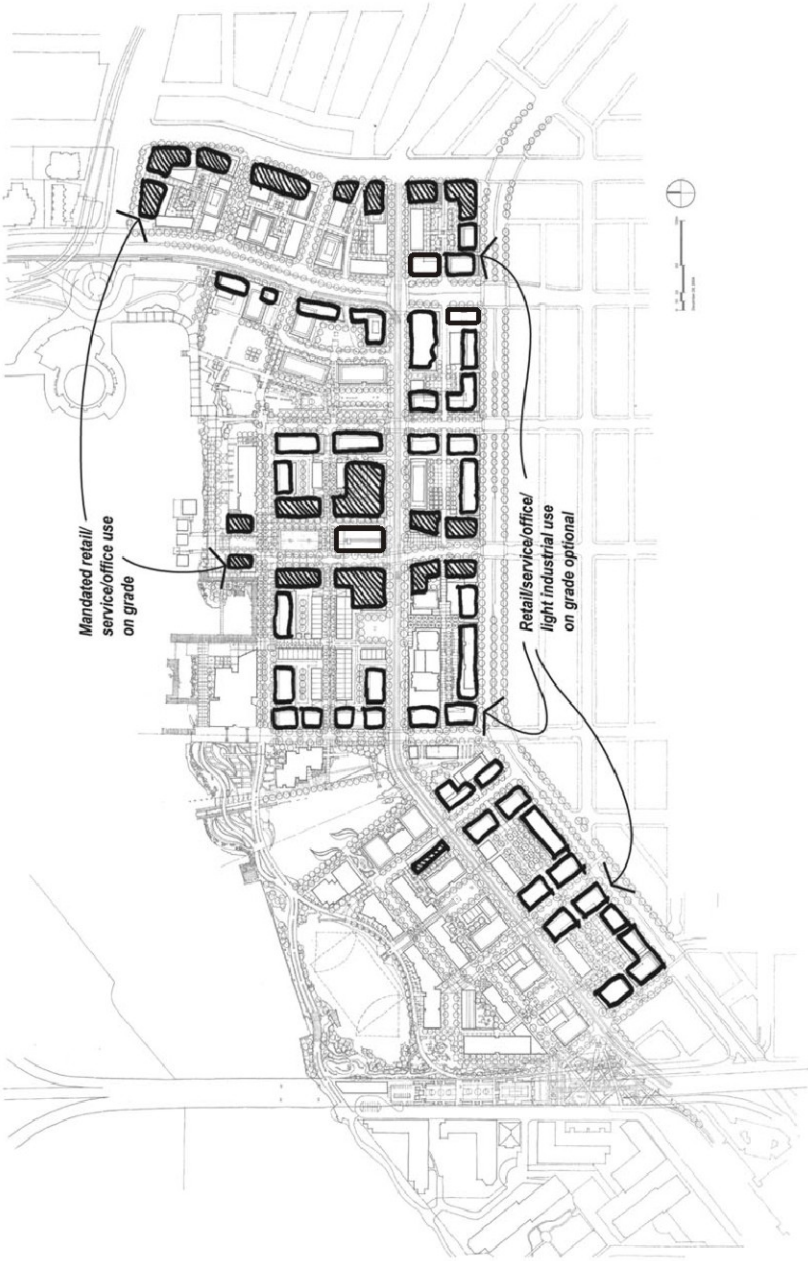 Mandated retail/
service/office use
on grade
Retail/service/office/
light industrial use
on grade optional